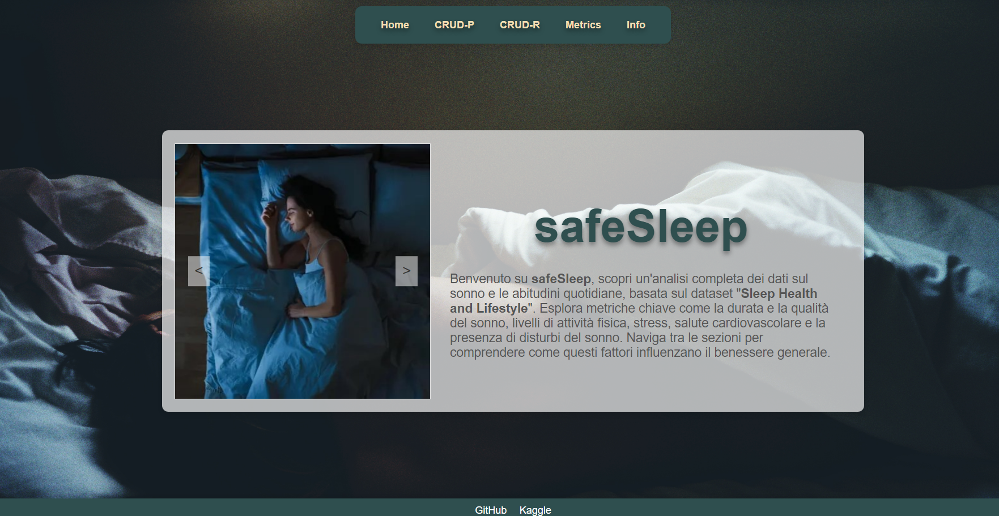 Home CRUD-P CRUD-R Metrics Info
< >
safeSleep
Benvenuto su safeSleep, scopri un'analisi completa dei dati sul
sonno e le abitudini quotidiane, basata sul dataset "Sleep Health
and Lifestyle". Esplora metriche chiave come la durata e la qualità
del sonno, livelli di attività fisica, stress, salute cardiovascolare e la
presenza di disturbi del sonno. Naviga tra le sezioni per
comprendere come questi fattori influenzano il benessere generale.
GitHub Kaggle